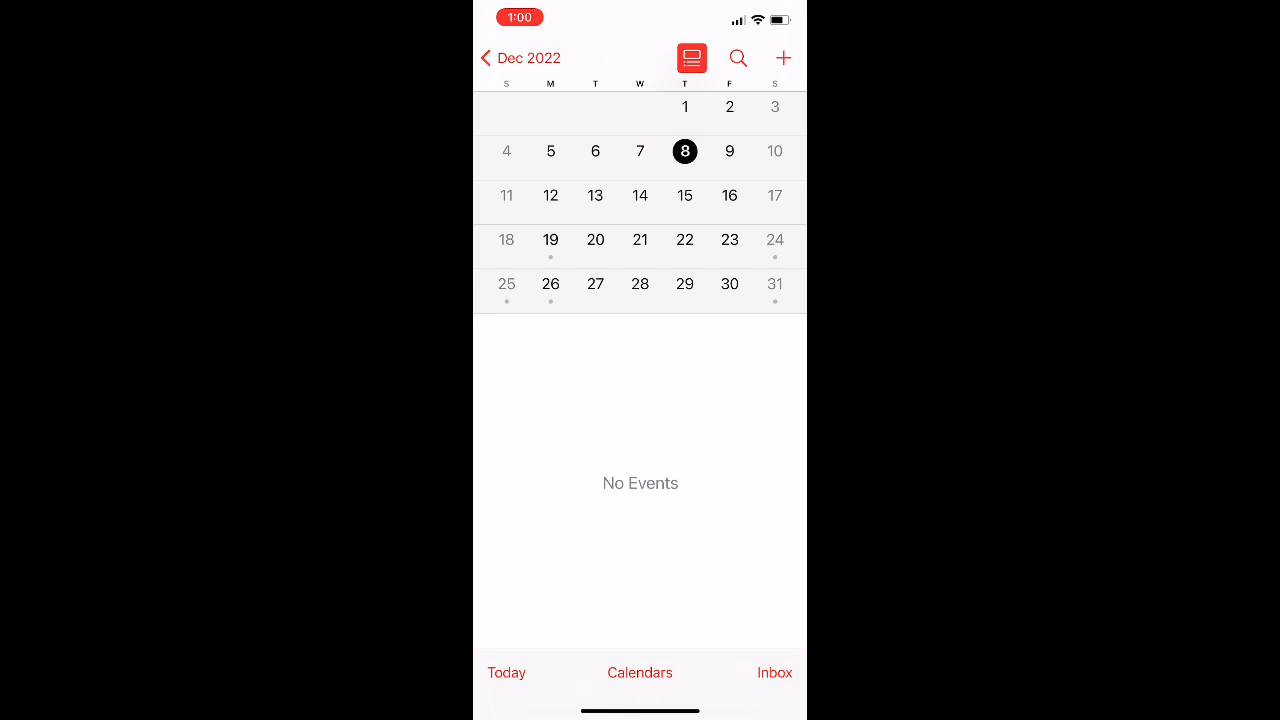 1:00
Dec 2022
S M T W T F S
1 2 3
4 5 6 7 8 9 10
11 12 13 14 15 16 17
18 19 20 21 22 23 24
25 26 27 28 29 30 31
No Events
Today Calendars Inbox